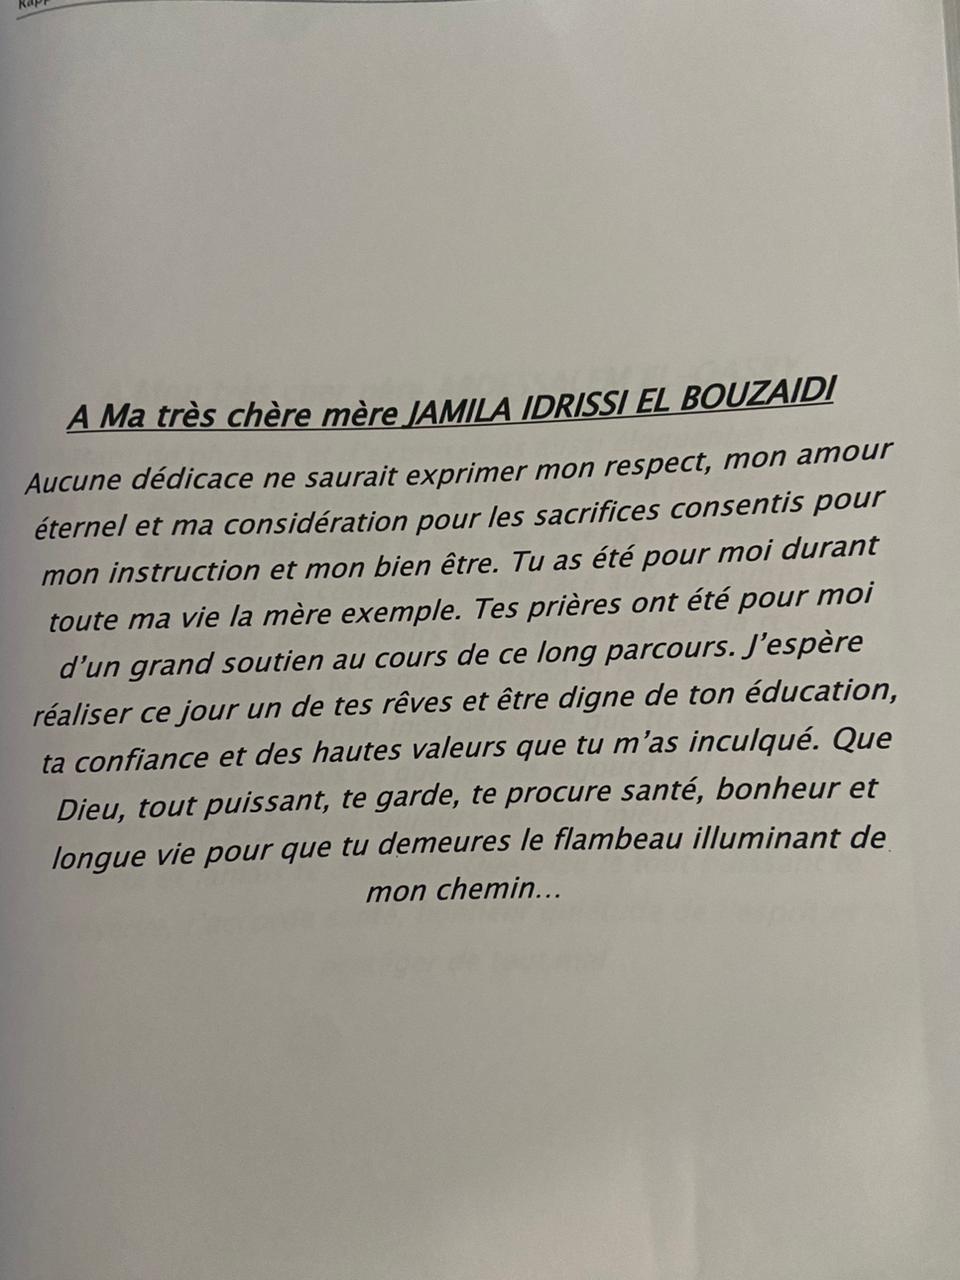 A Ma très chère mère JAMILA IDRISSI EL BOUZAIDI
Aucune dédicace ne saurait exprimer mon respect, mon amour
éternel et ma considération pour les sacrifices consentis pour
mon instruction et mon bien être. Tu as été pour moi durant
toute ma vie la mère exemple. Tes prières ont été pour moi
d'un grand soutien au cours de ce long parcours. J'espère
réaliser ce jour un de tes rêves et être digne de ton éducation,
ta confiance et des hautes valeurs que tu m'as inculqué. Que
Dieu, tout puissant, te garde, te procure santé, bonheur et
longue vie pour que tu demeures le flambeau illuminant de
mon chemin...